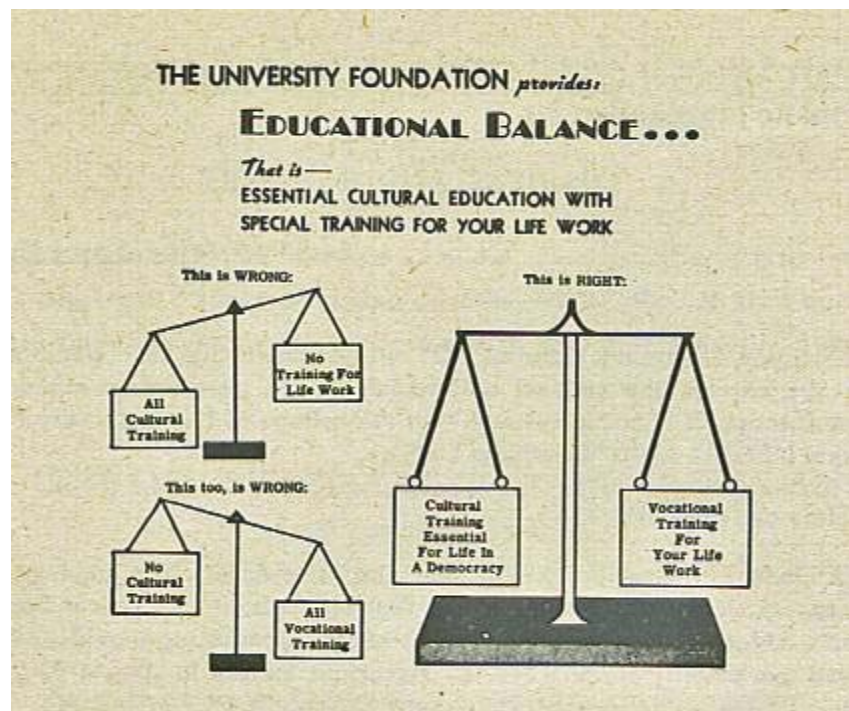 THE UNIVERSITY FOUNDATION provides:
EDUCATIONAL BALANCE...
That is—
ESSENTIAL CULTURAL EDUCATION WITH
SPECIAL TRAINING FOR YOUR LIFE WORK
This is WRONG:
All
Cultural
Training
No
Training For
Life Work
This too, is WRONG:
No
Cultural
Training
All
Vocational
Training
This is RIGHT:
Cultural
Training
Essential
For Life In
A Democracy
Vocational
Training
For
Your Life
Work